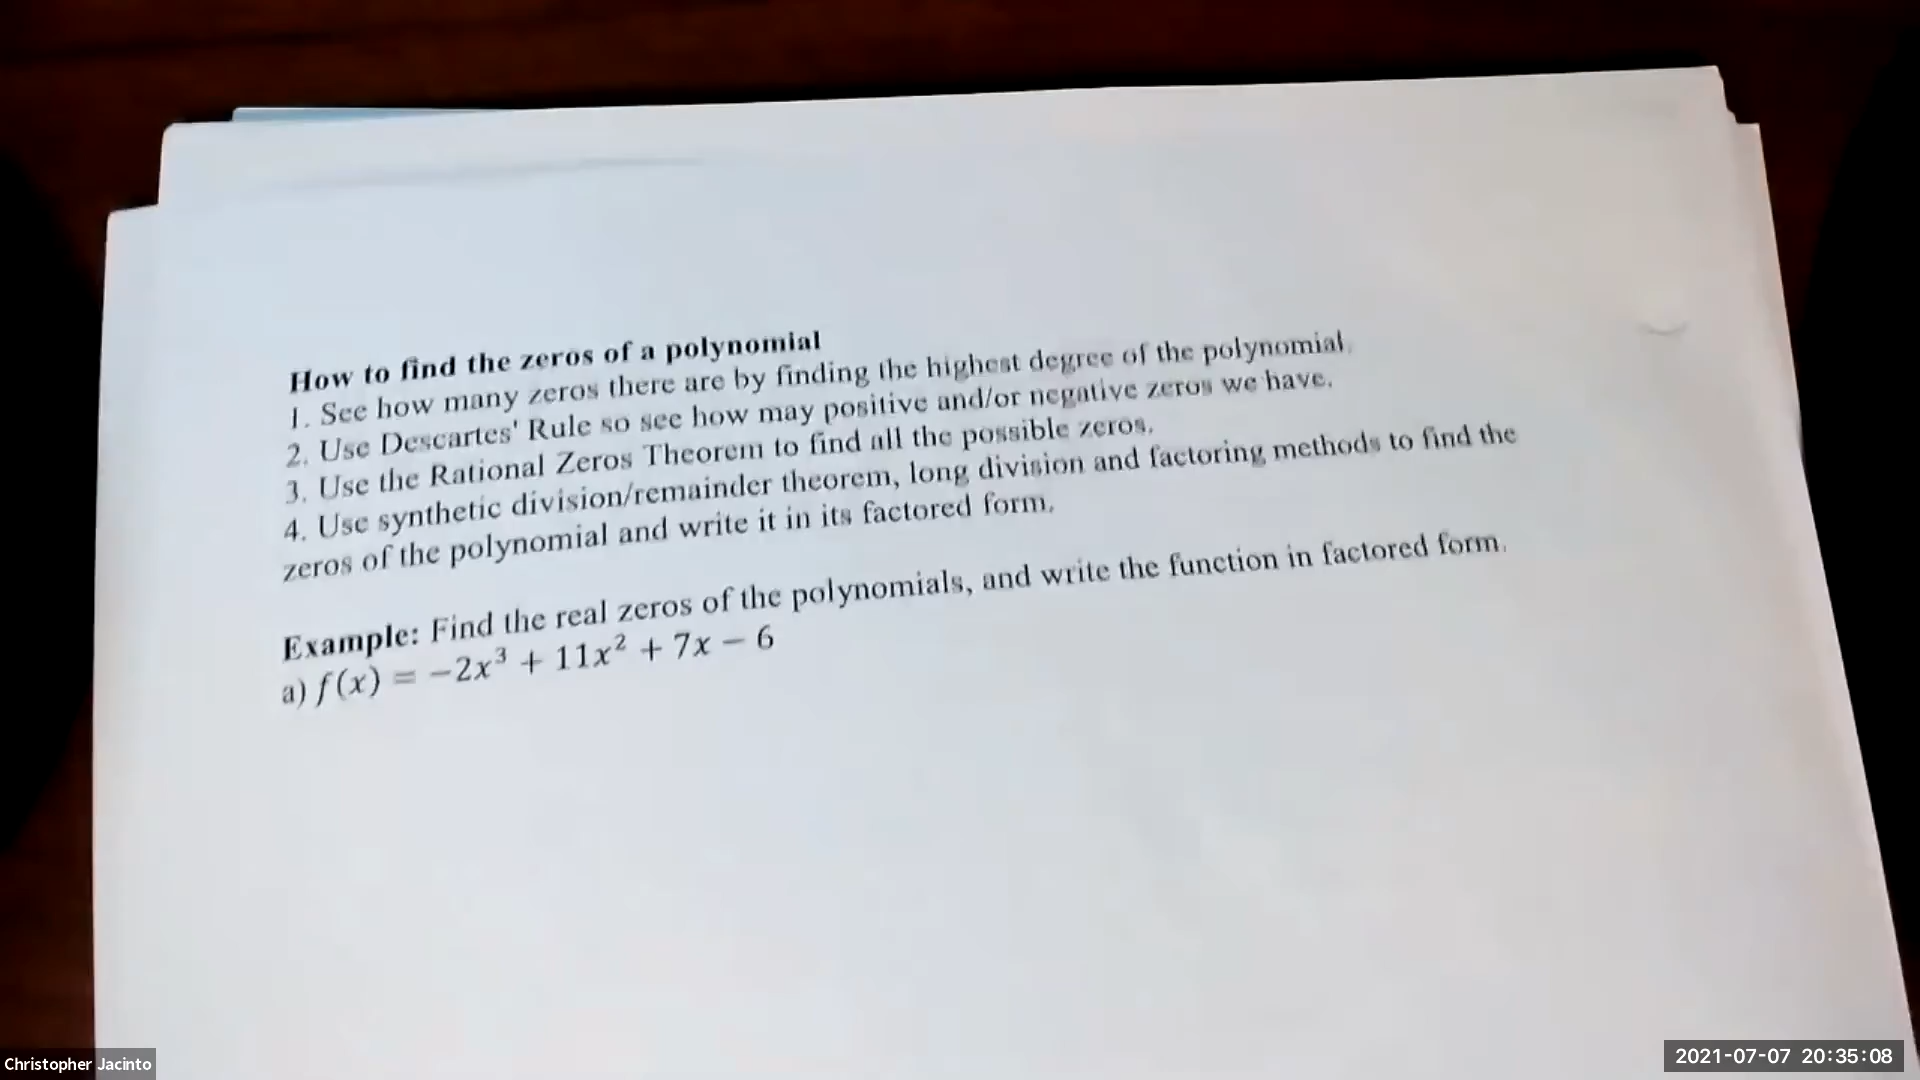 How to find the zeros of a polynomial
1. See how many zeros there are by finding the highest degree of the polynomial.
2. Use Descartes' Rule so see how may positive and/or negative zeros we have.
3. Use the Rational Zeros Theorem to find all the possible zeros.
4. Use synthetic division/remainder theorem, long division and factoring methods to find the
zeros of the polynomial and write it in its factored form.
Example: Find the real zeros of the polynomials, and write the function in factored form.
a) f(x) = −2x³ + 11x² + 7x − 6
Christopher Jacinto
2021-07-07 20:35:08